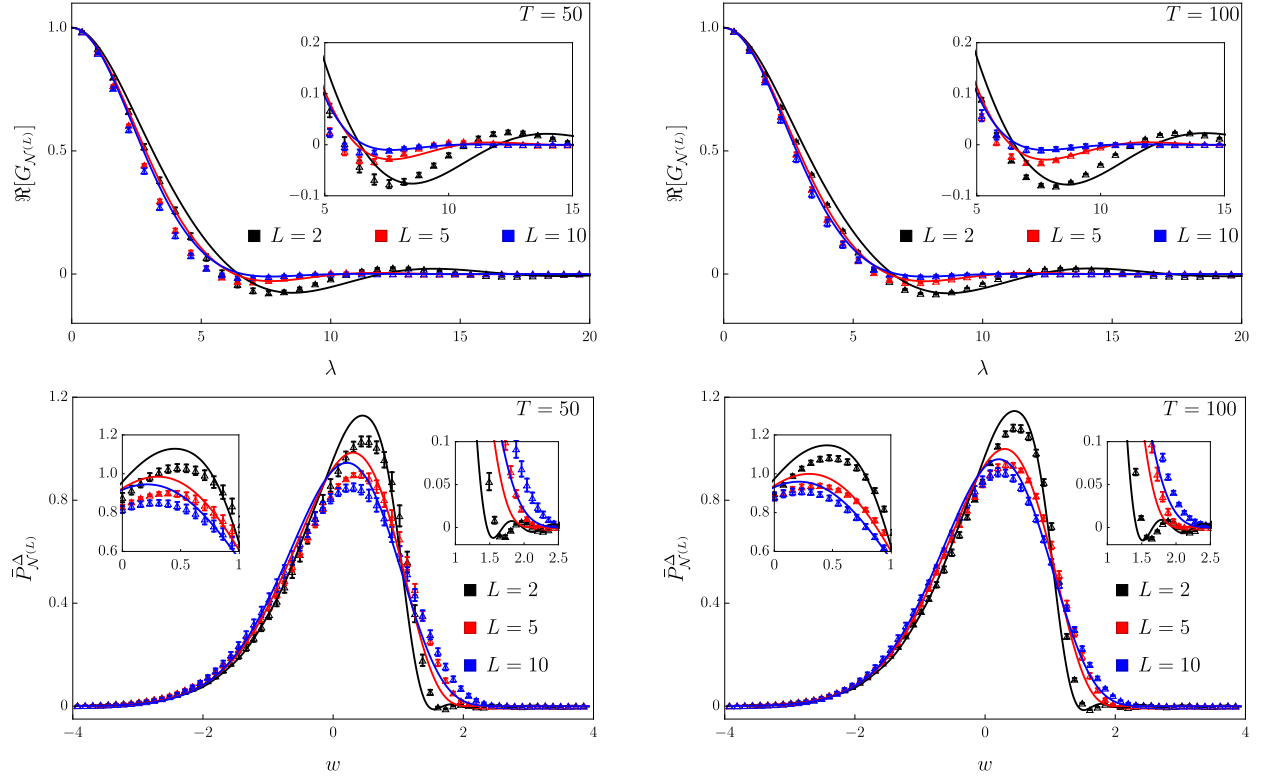 T = 50
1.0
0.5
0
ℜ[G_{𝒩^{(L)}}]
0.2
0.1
0
−0.1
5 10 15
L = 2 L = 5 L = 10
0 5 10 15 20
λ
T = 100
1.0
0.5
0
ℜ[G_{𝒩^{(L)}}]
0.2
0.1
0
−0.1
5 10 15
L = 2 L = 5 L = 10
0 5 10 15 20
λ
T = 50
1.2
0.8
0.4
0
P̄^Δ_{𝒩^{(L)}}
1.2
1.0
0.8
0.6
0 0.5 1
0.1
0
1 1.5 2.0 2.5
L = 2
L = 5
L = 10
−4 −2 0 2 4
w
T = 100
1.2
0.8
0.4
0
P̄^Δ_{𝒩^{(L)}}
1.2
1.0
0.8
0.6
0 0.5 1
0.1
0
1 1.5 2.0 2.5
L = 2
L = 5
L = 10
−4 −2 0 2 4
w